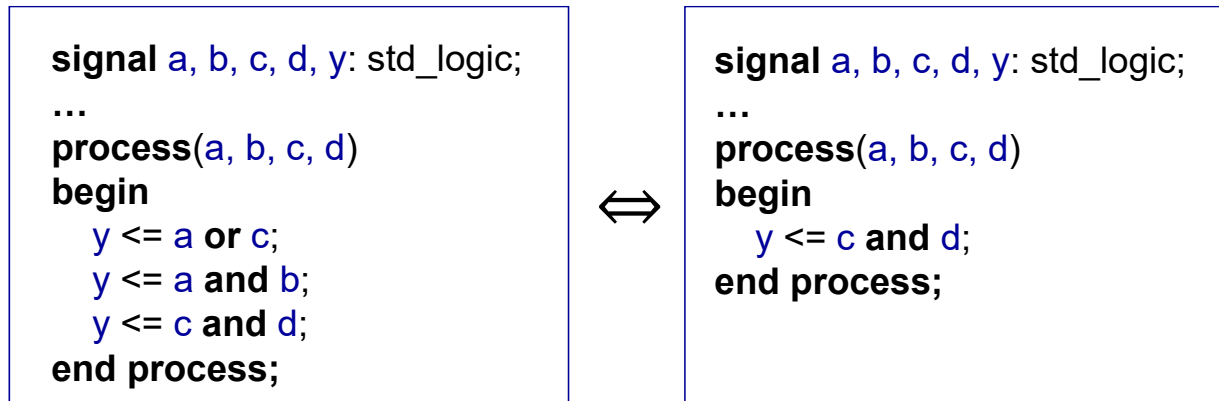 signal a, b, c, d, y: std_logic;
…
process(a, b, c, d)
begin
y <= a or c;
y <= a and b;
y <= c and d;
end process;
⇔
signal a, b, c, d, y: std_logic;
…
process(a, b, c, d)
begin
y <= c and d;
end process;